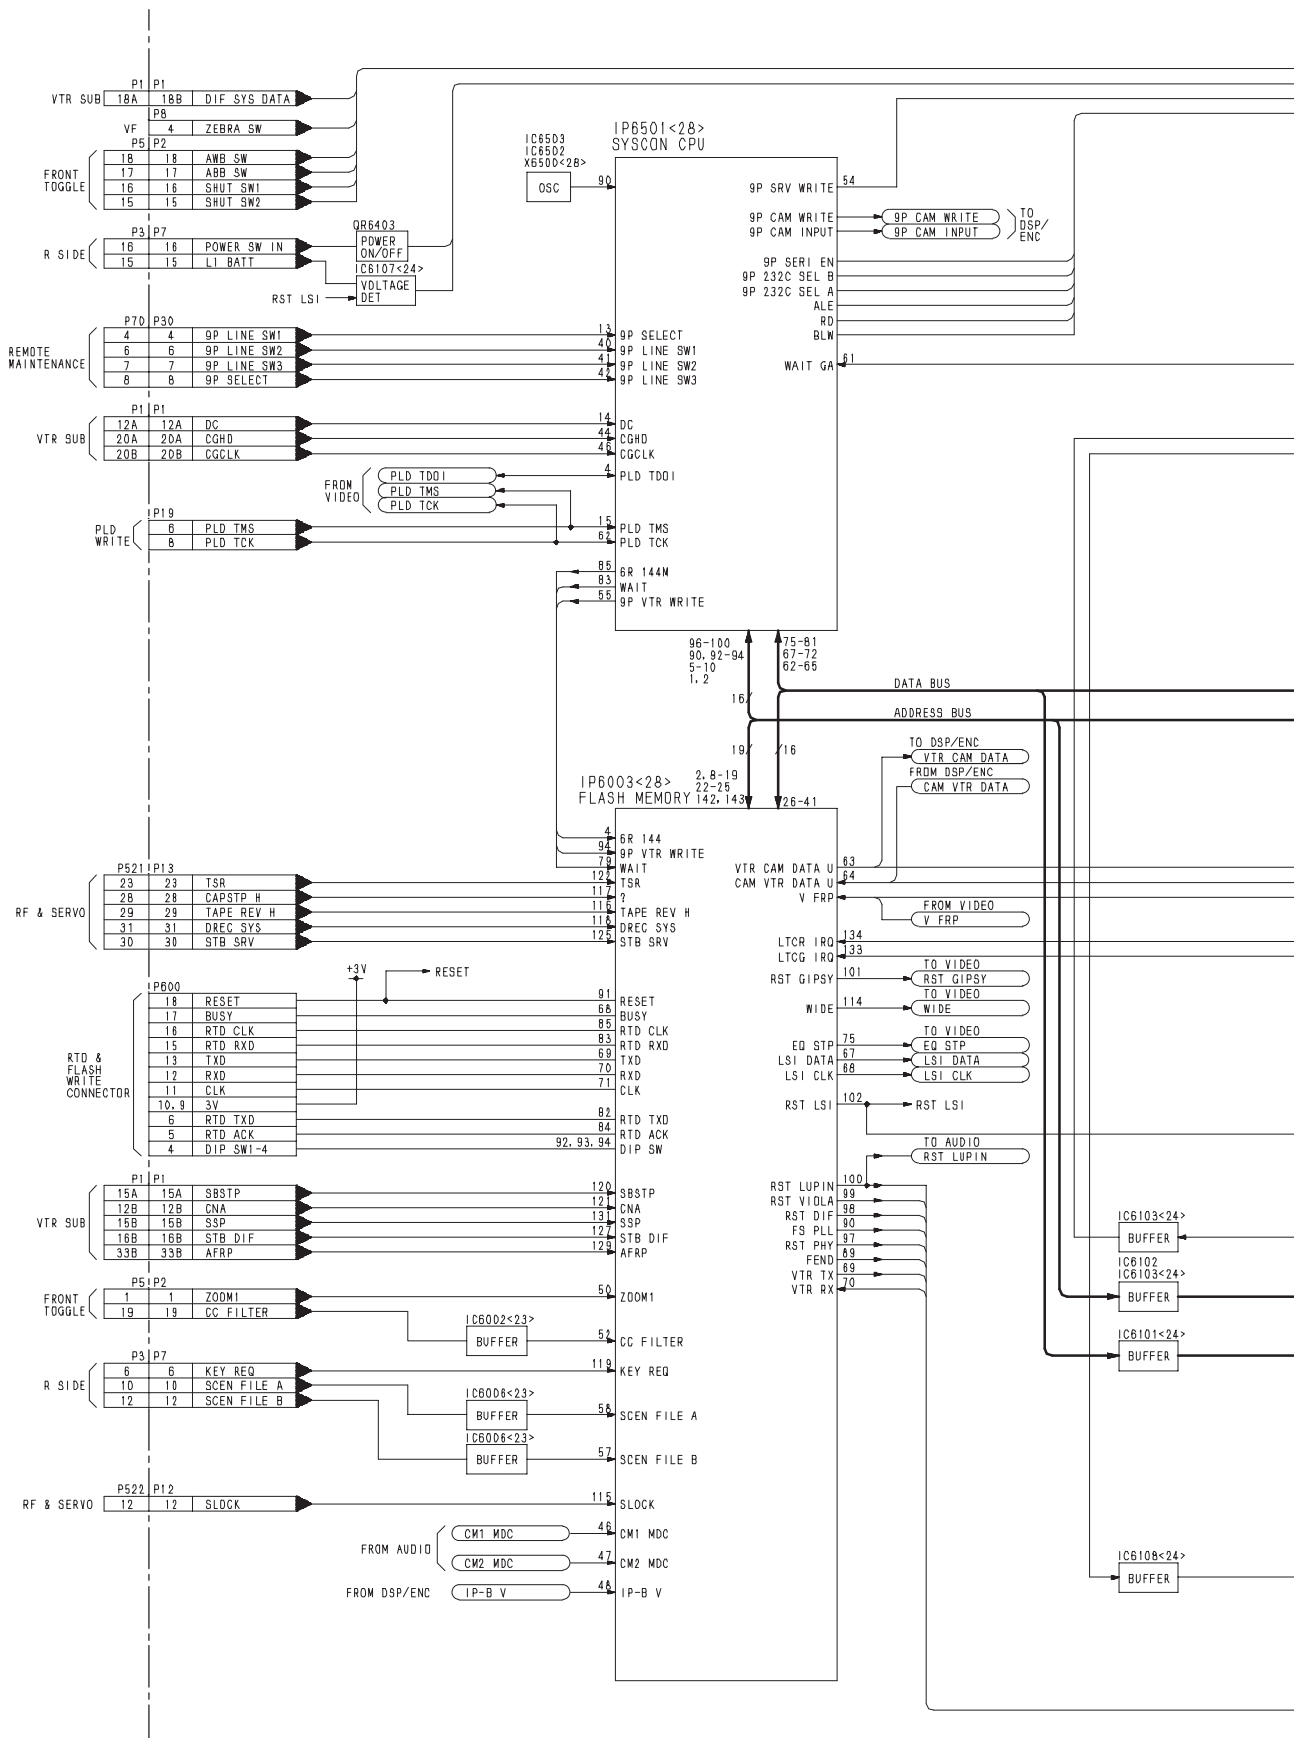 P1 P1
VTR SUB 18A 18B DIF SYS DATA
P8
VF 4 ZEBRA SW
P5 P2
FRONT TOGGLE
18 18 AWB SW
17 17 ABB SW
16 16 SHUT SW1
15 15 SHUT SW2
P3 P7
R SIDE
16 16 POWER SW IN
15 15 L1 BATT
QR6403
POWER ON/OFF
IC6107<24>
VOLTAGE DET
RST LSI
P70 P30
REMOTE MAINTENANCE
4 4 9P LINE SW1
6 6 9P LINE SW2
7 7 9P LINE SW3
8 8 9P SELECT
P1 P1
VTR SUB
12A 12A DC
20A 20A CGHD
20B 20B CGCLK
FROM VIDEO
PLD TDOI
PLD TMS
PLD TCK
P19
PLD WRITE
6 PLD TMS
8 PLD TCK
IC6503
IC6502
X6500<28>
OSC
IP6501<28>
SYSCON CPU
90
13 9P SELECT
40 9P LINE SW1
41 9P LINE SW2
42 9P LINE SW3
14 DC
44 CGHD
46 CGCLK
4 PLD TDOI
15 PLD TMS
62 PLD TCK
85 6R 144M
83 WAIT
55 9P VTR WRITE
9P SRV WRITE 54
9P CAM WRITE
9P CAM INPUT
9P CAM WRITE
9P CAM INPUT
TO DSP/ENC
9P SERI EN
9P 232C SEL B
9P 232C SEL A
ALE
RD
BLW
WAIT GA 61
96-100
90, 92-94
5-10
1, 2
75-81
67-72
62-65
16
DATA BUS
ADDRESS BUS
19 16
IP6003<28>
FLASH MEMORY
2, 8-19
22-25
142, 143
26-41
TO DSP/ENC
VTR CAM DATA
FROM DSP/ENC
CAM VTR DATA
4 6R 144
94 9P VTR WRITE
79 WAIT
122 TSR
117 ?
116 TAPE REV H
118 DREC SYS
125 STB SRV
P521 P13
RF & SERVO
23 23 TSR
28 28 CAPSTP H
29 29 TAPE REV H
31 31 DREC SYS
30 30 STB SRV
VTR CAM DATA U 63
CAM VTR DATA U 64
V FRP
FROM VIDEO
V FRP
LTCR IRQ 134
LTCG IRQ 133
RST GIPSY 101
TO VIDEO
RST GIPSY
WIDE 114
TO VIDEO
WIDE
EQ STP 75
LSI DATA 67
LSI CLK 68
TO VIDEO
EQ STP
LSI DATA
LSI CLK
RST LSI 102 RST LSI
+3V
RESET
P600
RTD & FLASH WRITE CONNECTOR
18 RESET 91 RESET
17 BUSY 68 BUSY
16 RTD CLK 85 RTD CLK
15 RTD RXD 83 RTD RXD
13 TXD 69 TXD
12 RXD 70 RXD
11 CLK 71 CLK
10, 9 3V
6 RTD TXD 82 RTD TXD
5 RTD ACK 84 RTD ACK
4 DIP SW1-4 92, 93, 94 DIP SW
TO AUDIO
RST LUPIN
RST LUPIN 100
RST VIOLA 99
RST DIF 98
FS PLL 90
RST PHY 97
FEND 89
VTR TX 69
VTR RX 70
P1 P1
VTR SUB
15A 15A SBSTP 120 SBSTP
12B 12B CNA 121 CNA
15B 15B SSP 131 SSP
16B 16B STB DIF 127 STB DIF
33B 33B AFRP 129 AFRP
P5 P2
FRONT TOGGLE
1 1 ZOOM1 50 ZOOM1
19 19 CC FILTER
IC6002<23>
BUFFER
52 CC FILTER
P3 P7
R SIDE
6 6 KEY REQ 119 KEY REQ
10 10 SCEN FILE A
12 12 SCEN FILE B
IC6006<23>
BUFFER
58 SCEN FILE A
IC6006<23>
BUFFER
57 SCEN FILE B
P522 P12
RF & SERVO 12 12 SLOCK 115 SLOCK
FROM AUDIO
CM1 MDC 46 CM1 MDC
CM2 MDC 47 CM2 MDC
FROM DSP/ENC IP-B V 48 IP-B V
IC6103<24>
BUFFER
IC6102
IC6103<24>
BUFFER
IC6101<24>
BUFFER
IC6108<24>
BUFFER